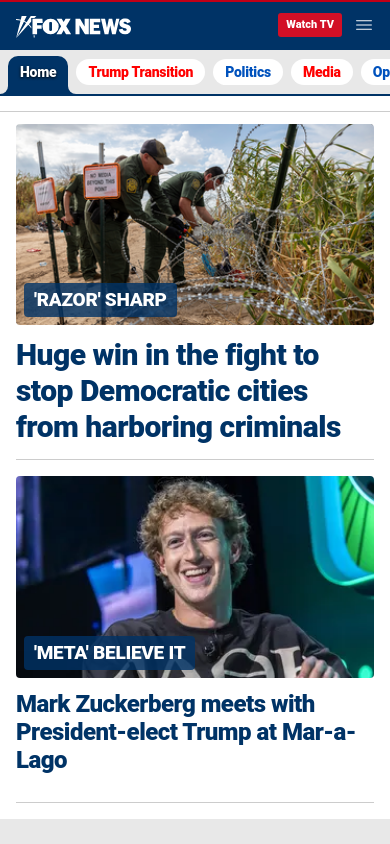 FOX NEWS
Watch TV
Home
Trump Transition
Politics
Media
Op
NO MEDIA
BEYOND THIS
POINT
'RAZOR' SHARP
Huge win in the fight to
stop Democratic cities
from harboring criminals
'META' BELIEVE IT
Mark Zuckerberg meets with
President-elect Trump at Mar-a-
Lago